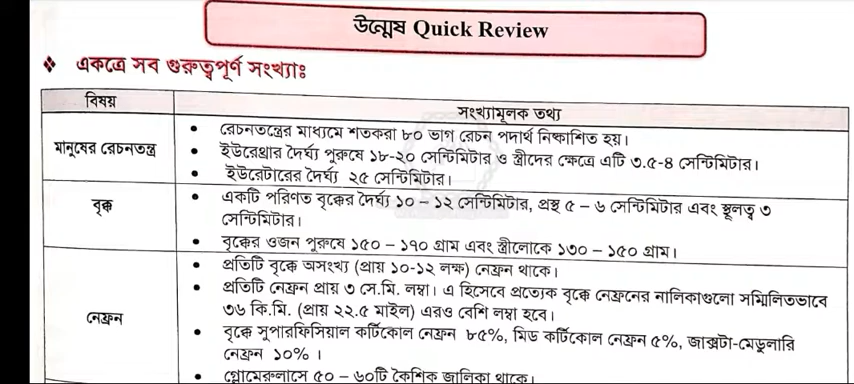 উন্মেষ Quick Review
❖ একত্রে সব গুরুত্বপূর্ণ সংখ্যাঃ
বিষয়
সংখ্যামূলক তথ্য
মানুষের রেচনতন্ত্র
• রেচনতন্ত্রের মাধ্যমে শতকরা ৮০ ভাগ রেচন পদার্থ নিষ্কাশিত হয়।
• ইউরেথ্রার দৈর্ঘ্য পুরুষে ১৮-২০ সেন্টিমিটার ও স্ত্রীদের ক্ষেত্রে এটি ৩.৫-৪ সেন্টিমিটার।
• ইউরেটারের দৈর্ঘ্য ২৫ সেন্টিমিটার।
বৃক্ক
• একটি পরিণত বৃক্কের দৈর্ঘ্য ১০ – ১২ সেন্টিমিটার, প্রস্থ ৫ – ৬ সেন্টিমিটার এবং স্থূলত্ব ৩
সেন্টিমিটার।
• বৃক্কের ওজন পুরুষে ১৫০ – ১৭০ গ্রাম এবং স্ত্রীলোকে ১৩০ – ১৫০ গ্রাম।
নেফ্রন
• প্রতিটি বৃক্কে অসংখ্য (প্রায় ১০-১২ লক্ষ) নেফ্রন থাকে।
• প্রতিটি নেফ্রন প্রায় ৩ সে.মি. লম্বা। এ হিসেবে প্রত্যেক বৃক্কে নেফ্রনের নালিকাগুলো সম্মিলিতভাবে
৩৬ কি.মি. (প্রায় ২২.৫ মাইল) এরও বেশি লম্বা হবে।
• বৃক্কে সুপারফিসিয়াল কর্টিকোল নেফ্রন ৮৫%, মিড কর্টিকোল নেফ্রন ৫%, জাক্সটা-মেডুলারি
নেফ্রন ১০% ।
• গ্লোমেরুলাসে ৫০ – ৬০টি কৈশিক জালিকা থাকে।